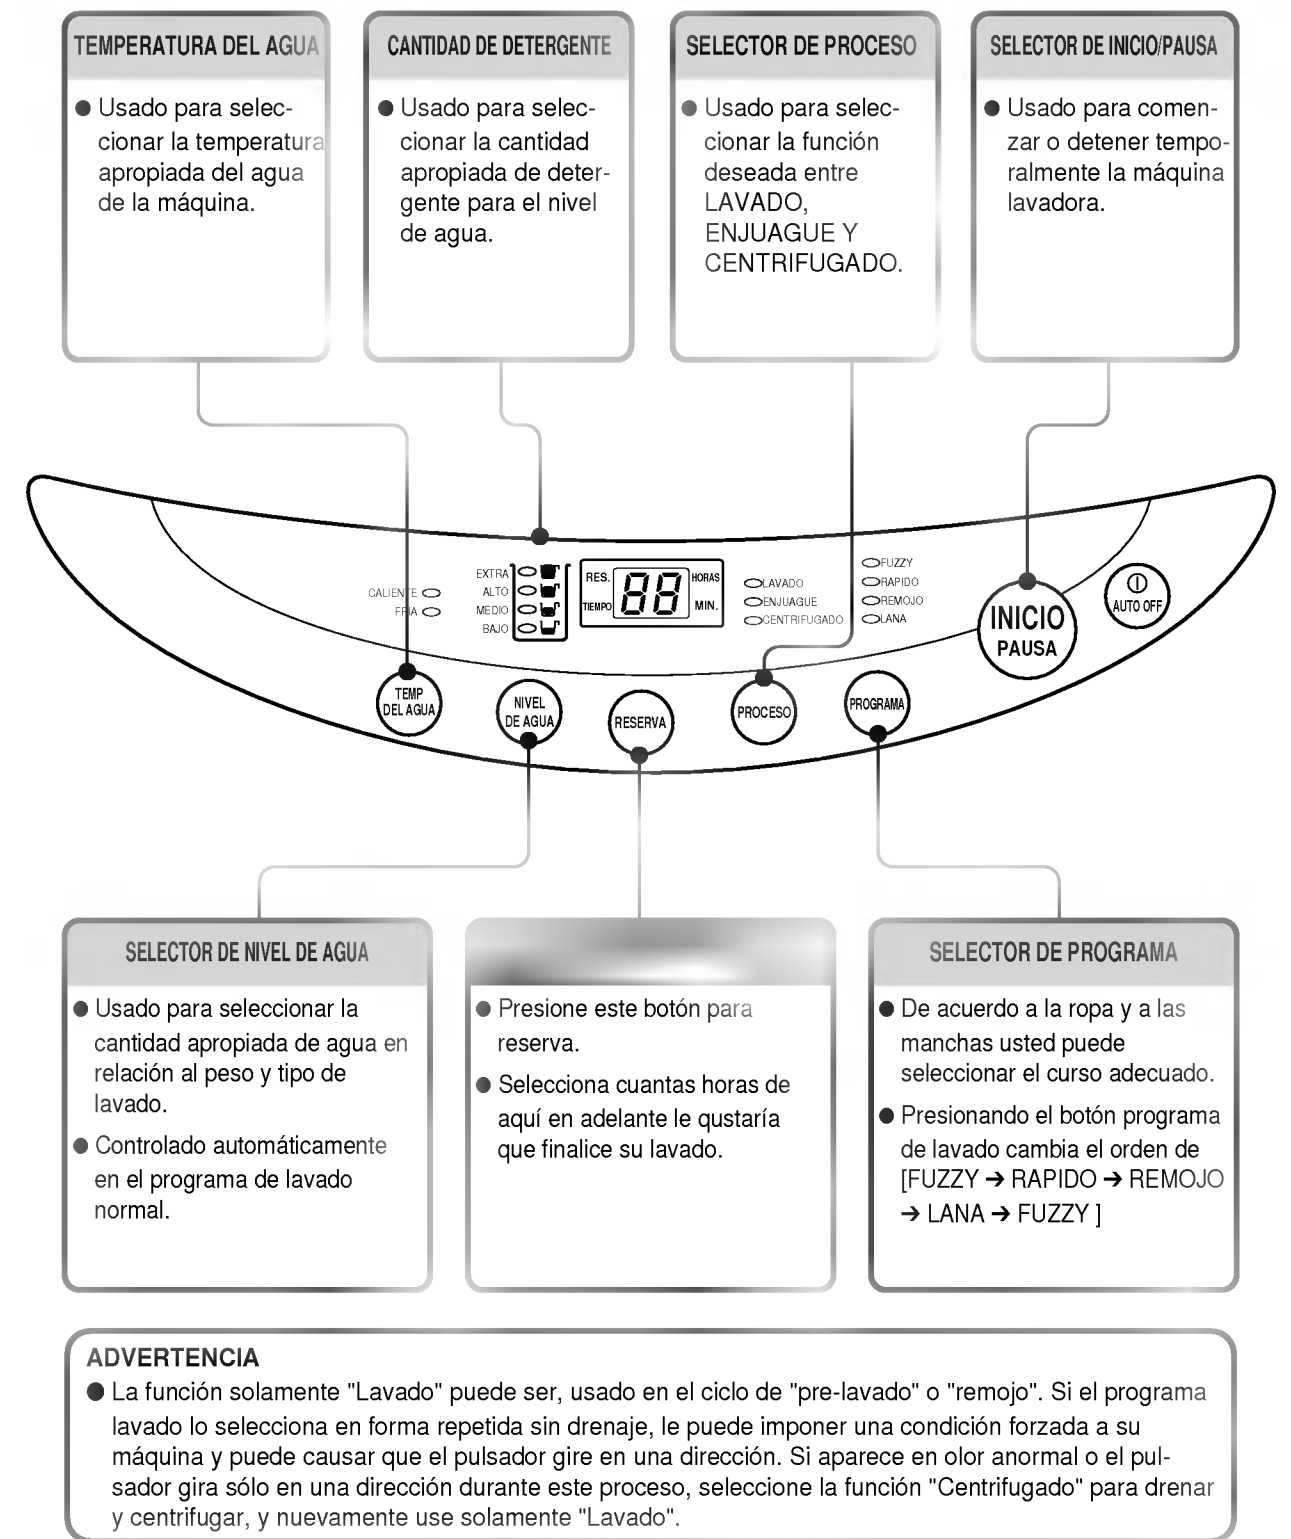 TEMPERATURA DEL AGUA
● Usado para selec-
cionar la temperatura
apropiada del agua
de la máquina.
CANTIDAD DE DETERGENTE
● Usado para selec-
cionar la cantidad
apropiada de deter-
gente para el nivel
de agua.
SELECTOR DE PROCESO
● Usado para selec-
cionar la función
deseada entre
LAVADO,
ENJUAGUE Y
CENTRIFUGADO.
SELECTOR DE INICIO/PAUSA
● Usado para comen-
zar o detener tempo-
ralmente la máquina
lavadora.
CALIENTE
FRIA
EXTRA
ALTO
MEDIO
BAJO
RES.
TIEMPO
88
HORAS
MIN.
LAVADO
ENJUAGUE
CENTRIFUGADO
FUZZY
RAPIDO
REMOJO
LANA
INICIO
PAUSA
AUTO OFF
TEMP
DEL AGUA
NIVEL
DE AGUA
RESERVA
PROCESO
PROGRAMA
SELECTOR DE NIVEL DE AGUA
● Usado para seleccionar la
cantidad apropiada de agua en
relación al peso y tipo de
lavado.
● Controlado automáticamente
en el programa de lavado
normal.
● Presione este botón para
reserva.
● Selecciona cuantas horas de
aquí en adelante le qustaría
que finalice su lavado.
SELECTOR DE PROGRAMA
● De acuerdo a la ropa y a las
manchas usted puede
seleccionar el curso adecuado.
● Presionando el botón programa
de lavado cambia el orden de
[FUZZY ➔ RAPIDO ➔ REMOJO
➔ LANA ➔ FUZZY ]
ADVERTENCIA
● La función solamente "Lavado" puede ser, usado en el ciclo de "pre-lavado" o "remojo". Si el programa
lavado lo selecciona en forma repetida sin drenaje, le puede imponer una condición forzada a su
máquina y puede causar que el pulsador gire en una dirección. Si aparece en olor anormal o el pul-
sador gira sólo en una dirección durante este proceso, seleccione la función "Centrifugado" para drenar
y centrifugar, y nuevamente use solamente "Lavado".